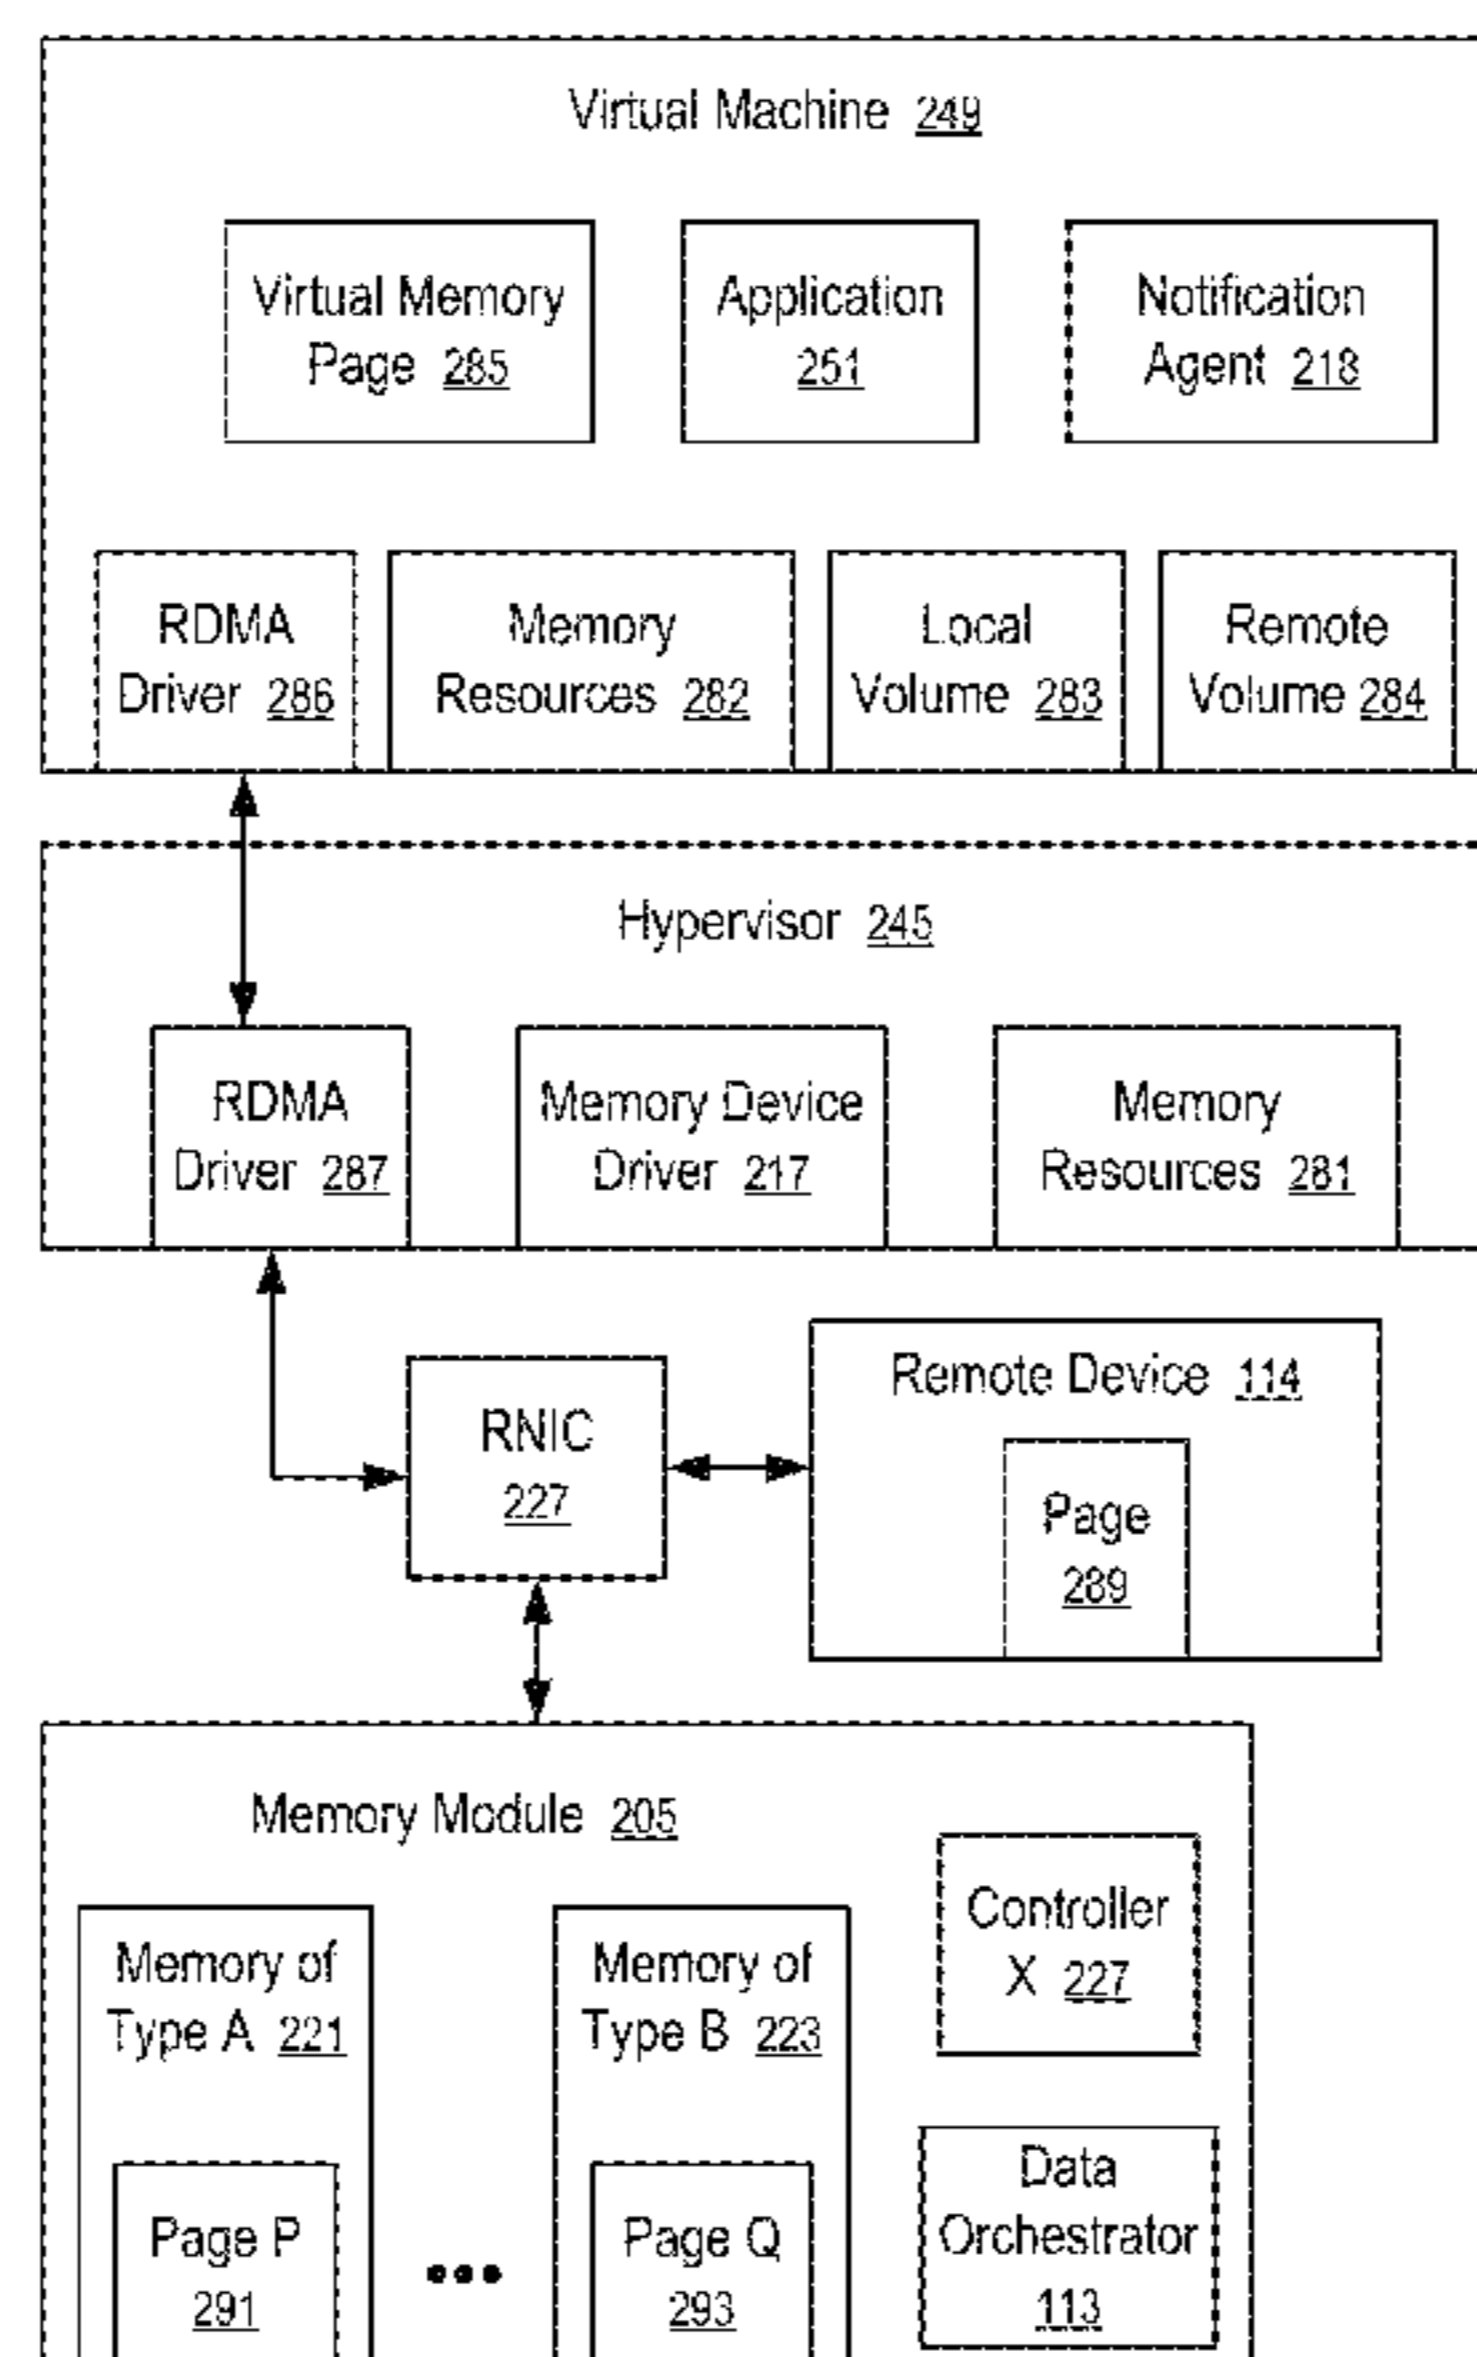 Virtual Machine 249
Virtual Memory
Page 285
Application
251
Notification
Agent 218
RDMA
Driver 286
Memory
Resources 282
Local
Volume 283
Remote
Volume 284
Hypervisor 245
RDMA
Driver 287
Memory Device
Driver 217
Memory
Resources 281
RNIC
227
Remote Device 114
Page
289
Memory Module 205
Memory of
Type A 221
Page P
291
Memory of
Type B 223
Page Q
293
Controller
X 227
Data
Orchestrator
113